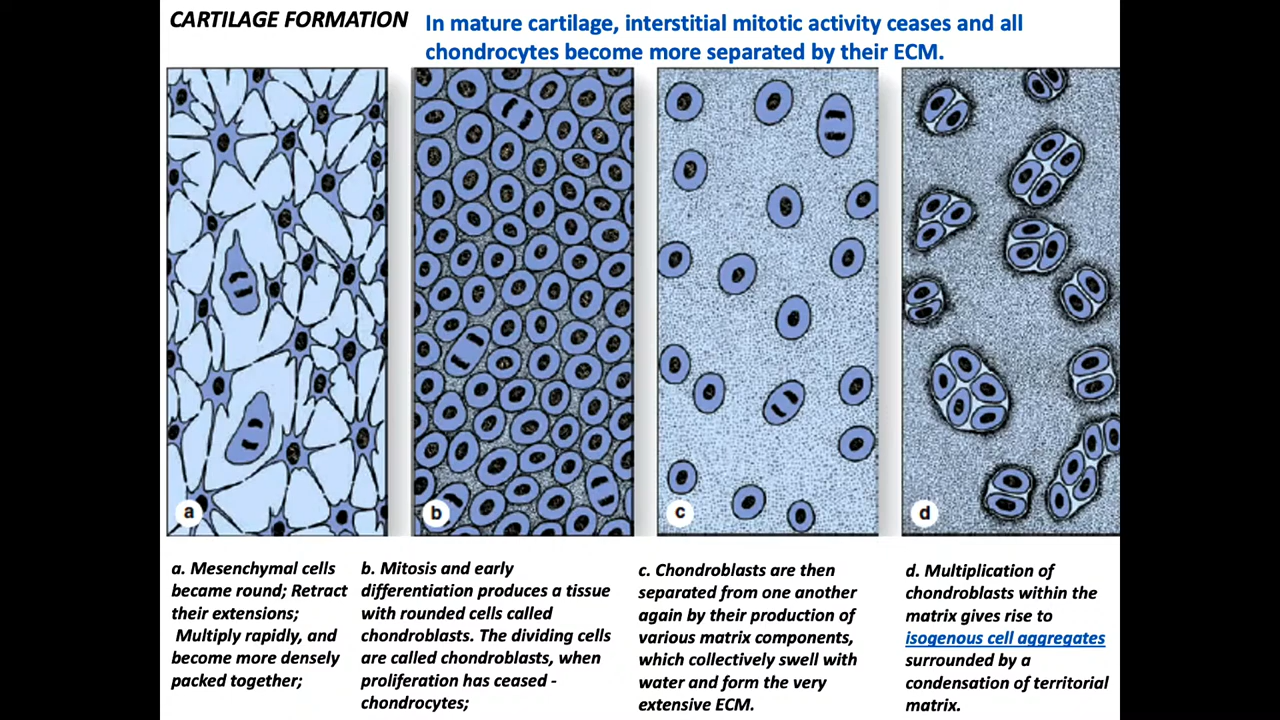 CARTILAGE FORMATION
In mature cartilage, interstitial mitotic activity ceases and all
chondrocytes become more separated by their ECM.
a
b
c
d
a. Mesenchymal cells
became round; Retract
their extensions;
Multiply rapidly, and
become more densely
packed together;
b. Mitosis and early
differentiation produces a tissue
with rounded cells called
chondroblasts. The dividing cells
are called chondroblasts, when
proliferation has ceased -
chondrocytes;
c. Chondroblasts are then
separated from one another
again by their production of
various matrix components,
which collectively swell with
water and form the very
extensive ECM.
d. Multiplication of
chondroblasts within the
matrix gives rise to
isogenous cell aggregates
surrounded by a
condensation of territorial
matrix.